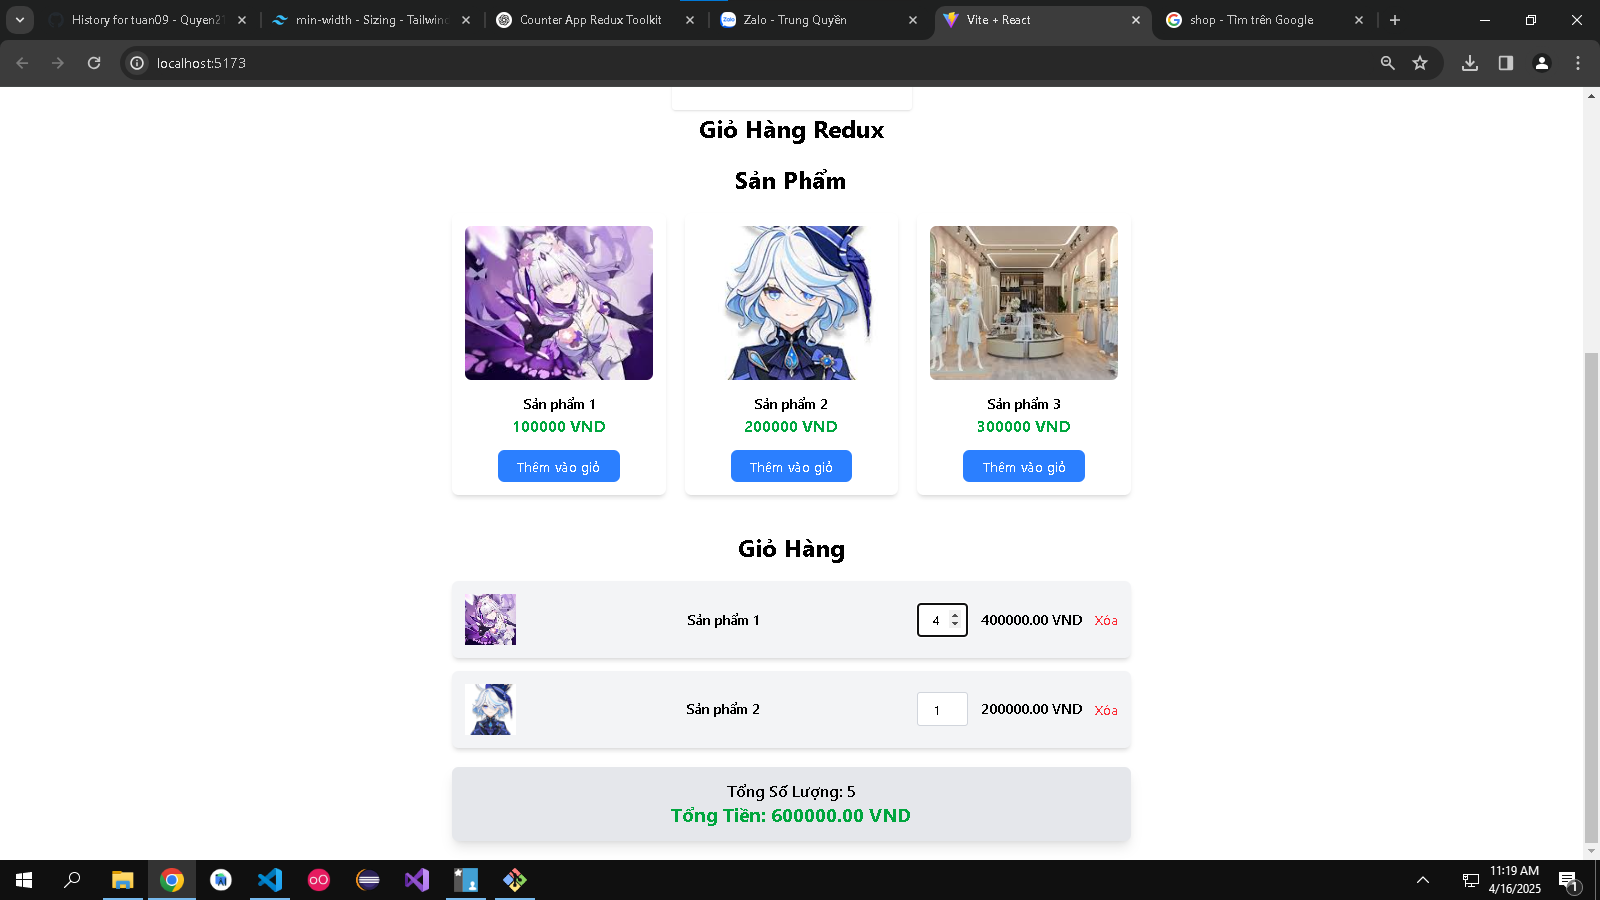 History for tuan09 - Quyen21
min-width - Sizing - Tailwind
Counter App Redux Toolkit
Zalo - Trung Quyền
Vite + React
shop - Tìm trên Google
localhost:5173
Giỏ Hàng Redux
Sản Phẩm
Sản phẩm 1
100000 VND
Thêm vào giỏ
Sản phẩm 2
200000 VND
Thêm vào giỏ
Sản phẩm 3
300000 VND
Thêm vào giỏ
Giỏ Hàng
Sản phẩm 1 4 400000.00 VND Xóa
Sản phẩm 2 1 200000.00 VND Xóa
Tổng Số Lượng: 5
Tổng Tiền: 600000.00 VND
11:19 AM
4/16/2025
1